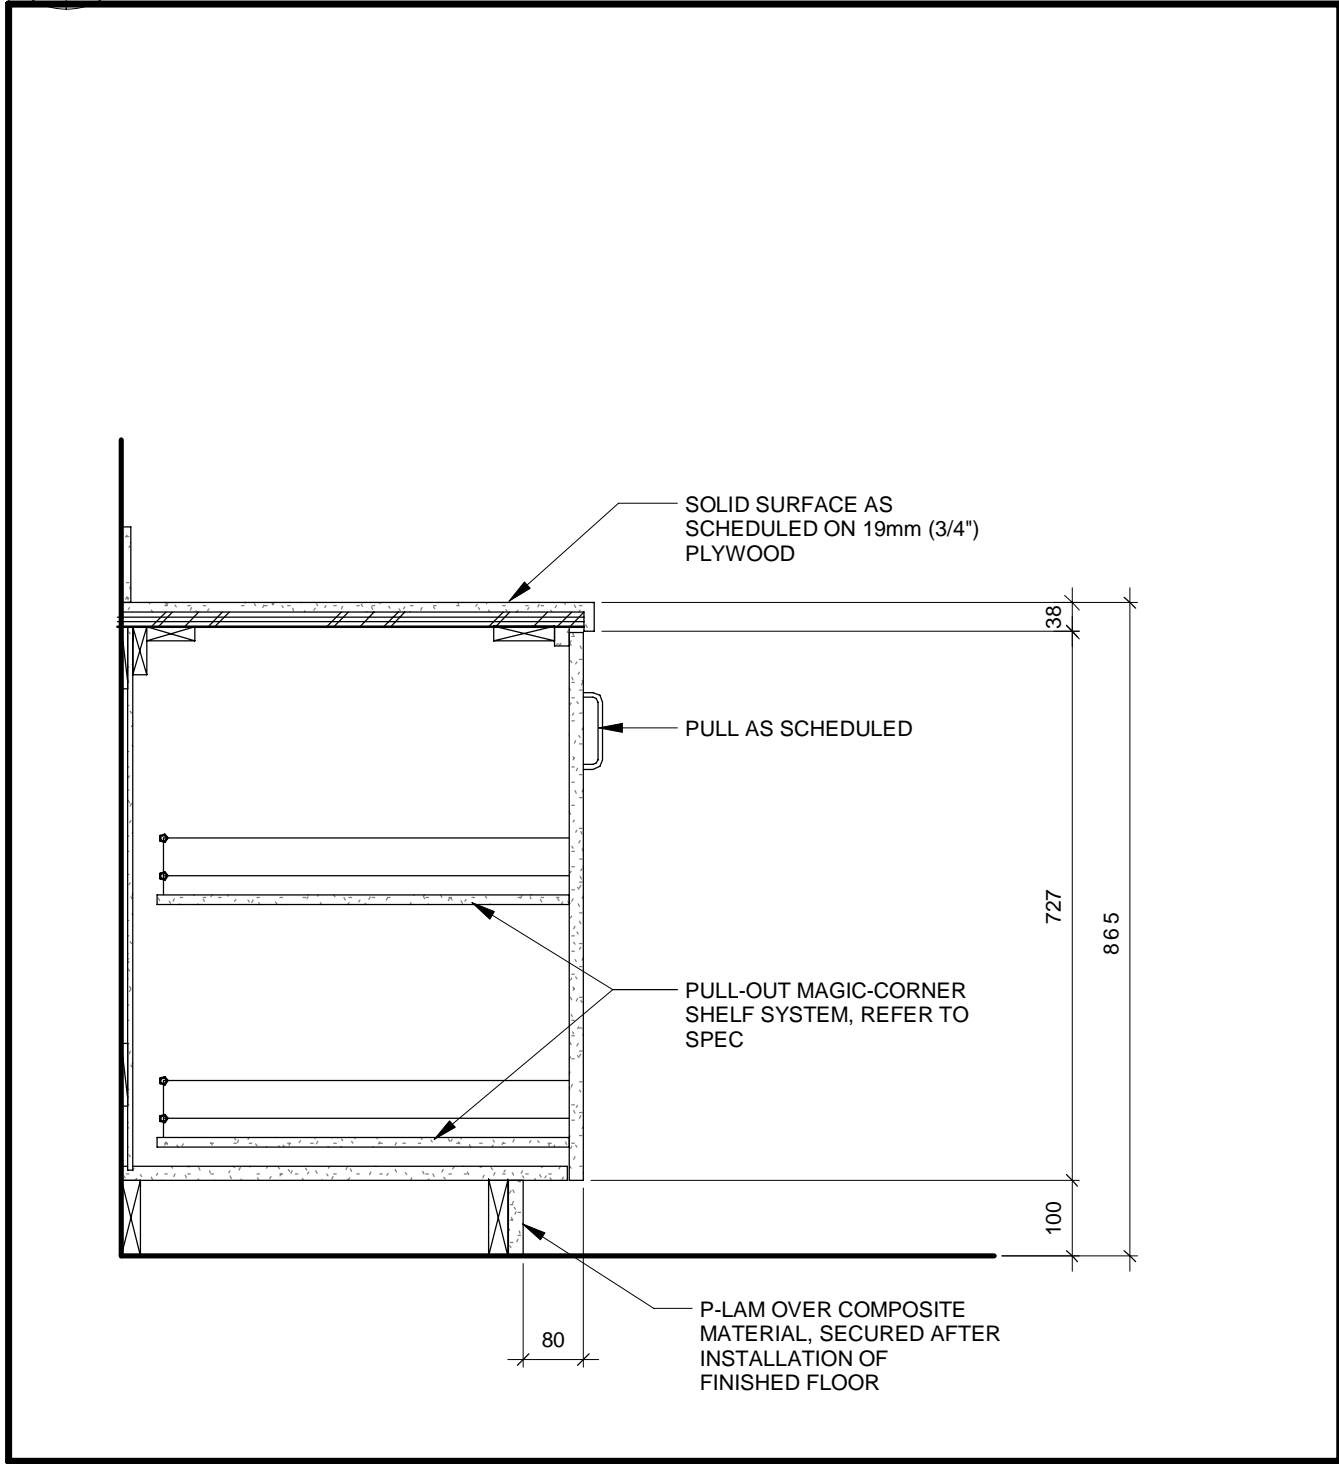 SOLID SURFACE AS
SCHEDULED ON 19mm (3/4")
PLYWOOD
38
PULL AS SCHEDULED
727
865
PULL-OUT MAGIC-CORNER
SHELF SYSTEM, REFER TO
SPEC
100
P-LAM OVER COMPOSITE
MATERIAL, SECURED AFTER
INSTALLATION OF
FINISHED FLOOR
80